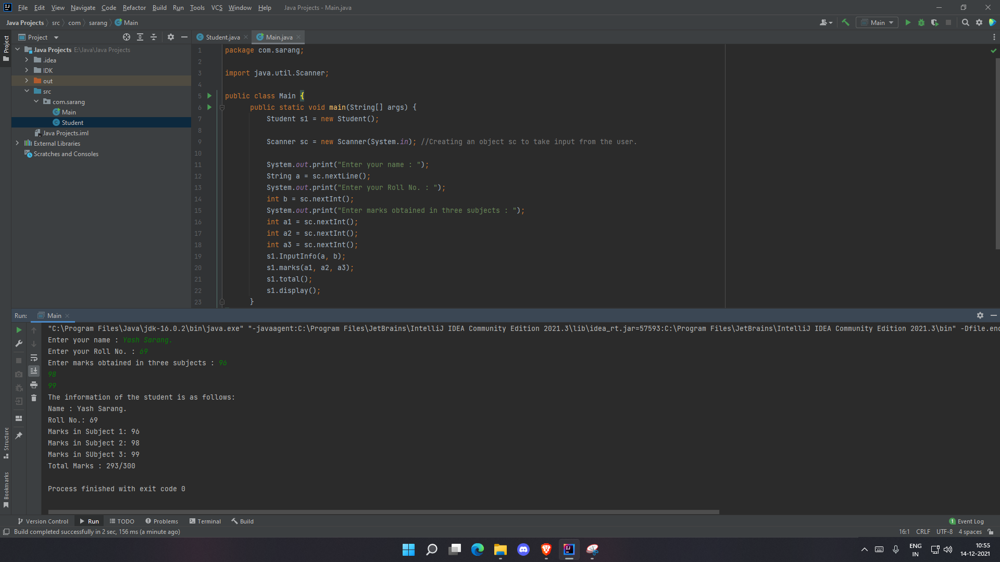 File Edit View Navigate Code Refactor Build Run Tools VCS Window Help Java Projects - Main.java
Java Projects src com sarang Main
Main
Project
Student.java Main.java
Project
Java Projects E:\Java\Java Projects
.idea
IDK
out
src
com.sarang
Main
Student
Java Projects.iml
External Libraries
Scratches and Consoles
1 package com.sarang;
2
3 import java.util.Scanner;
4
5 public class Main {
6 public static void main(String[] args) {
7 Student s1 = new Student();
8
9 Scanner sc = new Scanner(System.in); //Creating an object sc to take input from the user.
10
11 System.out.print("Enter your name : ");
12 String a = sc.nextLine();
13 System.out.print("Enter your Roll No. : ");
14 int b = sc.nextInt();
15 System.out.print("Enter marks obtained in three subjects : ");
16 int a1 = sc.nextInt();
17 int a2 = sc.nextInt();
18 int a3 = sc.nextInt();
19 s1.InputInfo(a, b);
20 s1.marks(a1, a2, a3);
21 s1.total();
22 s1.display();
23 }
Run: Main
"C:\Program Files\Java\jdk-16.0.2\bin\java.exe" "-javaagent:C:\Program Files\JetBrains\IntelliJ IDEA Community Edition 2021.3\lib\idea_rt.jar=57593:C:\Program Files\JetBrains\IntelliJ IDEA Community Edition 2021.3\bin" -Dfile.enc
Enter your name : Yash Sarang.
Enter your Roll No. : 69
Enter marks obtained in three subjects : 96
98
99
The information of the student is as follows:
Name : Yash Sarang.
Roll No.: 69
Marks in Subject 1: 96
Marks in Subject 2: 98
Marks in SUbject 3: 99
Total Marks : 293/300
Process finished with exit code 0
Structure
Bookmarks
Version Control Run TODO Problems Terminal Build 1 Event Log
Build completed successfully in 2 sec, 156 ms (a minute ago) 16:1 CRLF UTF-8 4 spaces
ENG 10:55
IN 14-12-2021